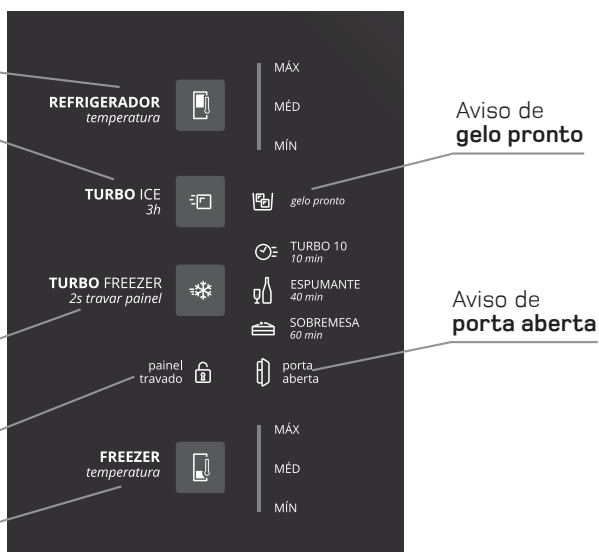 REFRIGERADOR
temperatura
MÁX
MÉD
MÍN
Aviso de
gelo pronto
TURBO ICE
3h
gelo pronto
TURBO 10
10 min
TURBO FREEZER
2s travar painel
ESPUMANTE
40 min
SOBREMESA
60 min
Aviso de
porta aberta
painel
travado
porta
aberta
FREEZER
temperatura
MÁX
MÉD
MÍN